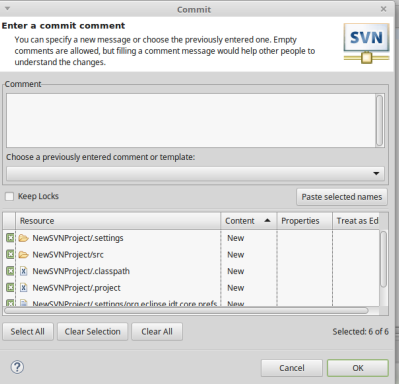 Commit
Enter a commit comment
You can specify a new message or choose the previously entered one. Empty
comments are allowed, but filling a comment message would help other people to
understand the changes.
SVN
Comment
Choose a previously entered comment or template:
Keep Locks
Paste selected names
Resource Content Properties Treat as Ed
NewSVNProject/.settings New
NewSVNProject/src New
NewSVNProject/.classpath New
NewSVNProject/.project New
NewSVNProject/.settings/org.eclipse.jdt.core.prefs New
Select All Clear Selection Clear All Selected: 6 of 6
Cancel OK